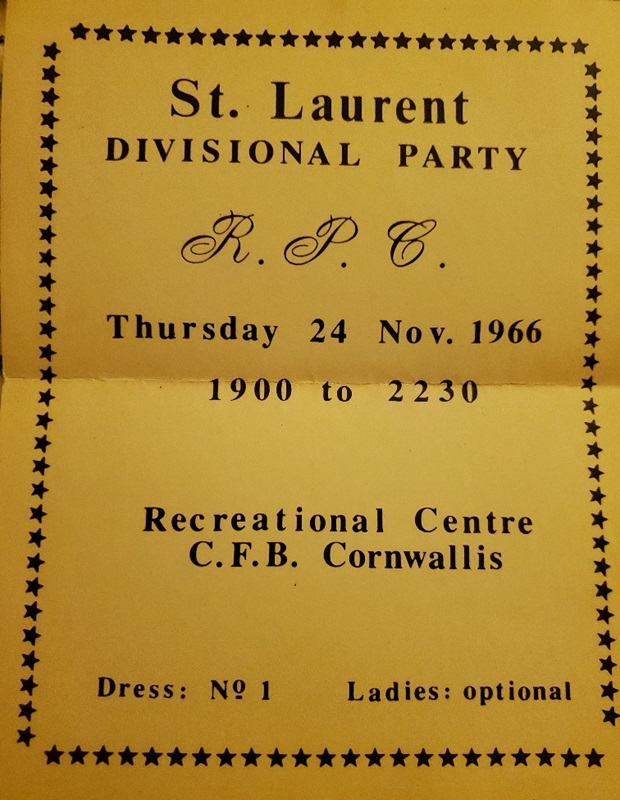 St. Laurent
DIVISIONAL PARTY
R. P. C.
Thursday 24 Nov. 1966
1900 to 2230
Recreational Centre
C.F.B. Cornwallis
Dress: Nº 1 Ladies: optional